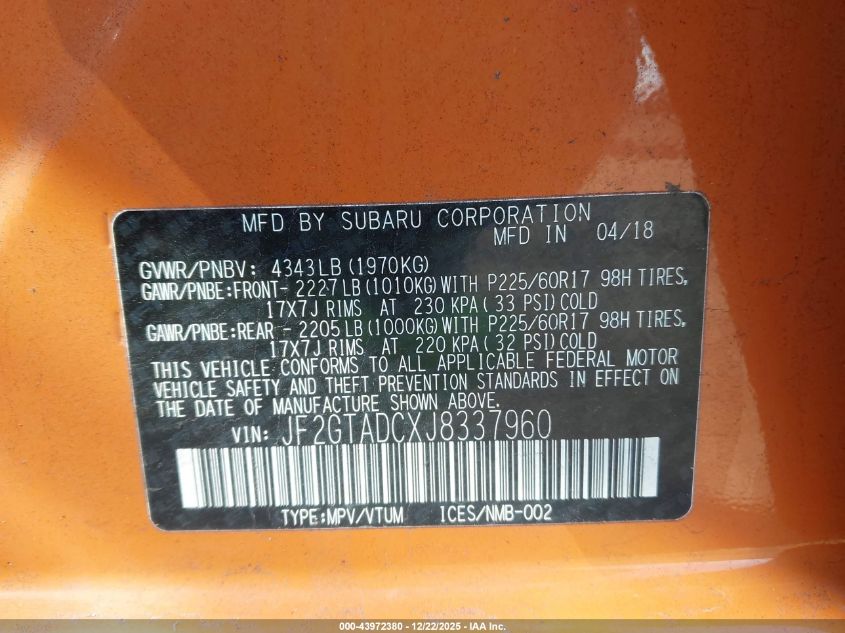 MFD BY SUBARU CORPORATION
MFD IN 04/18
GVWR/PNBV: 4343LB (1970KG)
GAWR/PNBE:FRONT- 2227LB (1010KG) WITH P225/60R17 98H TIRES,
17X7J RIMS AT 230 KPA ( 33 PSI) COLD
GAWR/PNBE:REAR - 2205LB (1000KG) WITH P225/60R17 98H TIRES,
17X7J RIMS AT 220 KPA ( 32 PSI) COLD
THIS VEHICLE CONFORMS TO ALL APPLICABLE FEDERAL MOTOR
VEHICLE SAFETY AND THEFT PREVENTION STANDARDS IN EFFECT ON
THE DATE OF MANUFACTURE SHOWN ABOVE.
VIN: JF2GTADCXJ8337960
TYPE:MPV/VTUM ICES/NMB-002
000-43972380 - 12/22/2025 - IAA Inc.